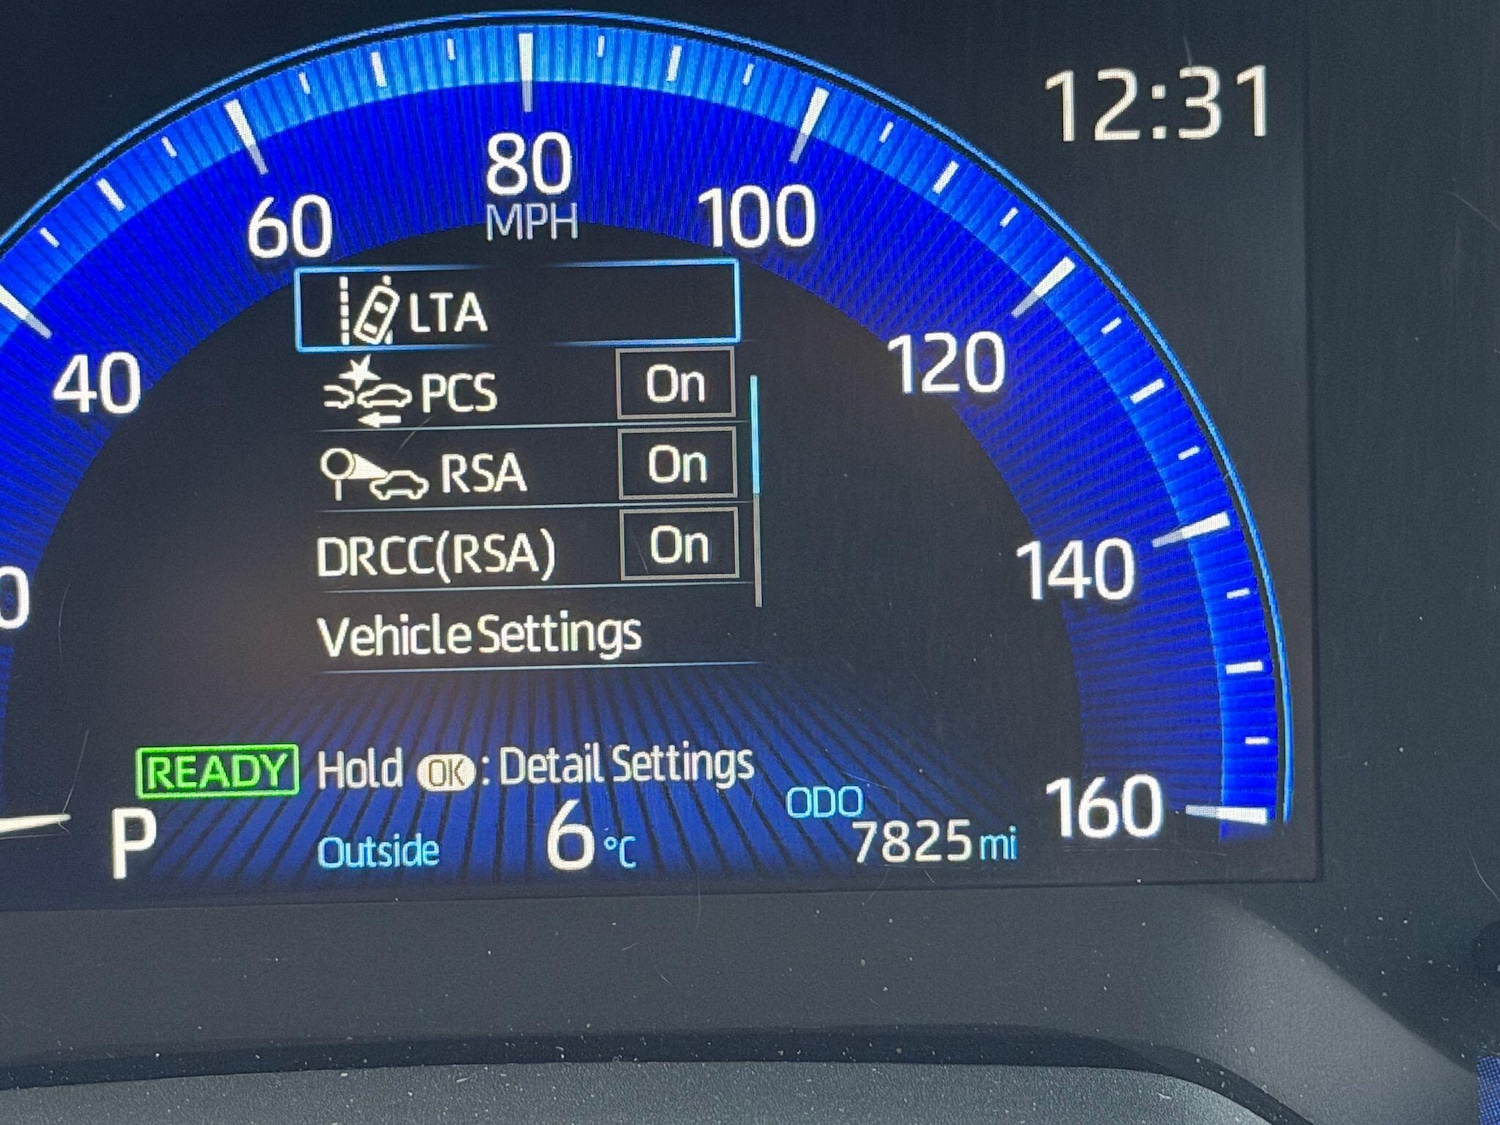 12:31
80
MPH
60
100
40
120
140
160
LTA
PCS On
RSA On
DRCC(RSA) On
Vehicle Settings
READY Hold OK : Detail Settings
P Outside 6 °C
ODO
7825 mi